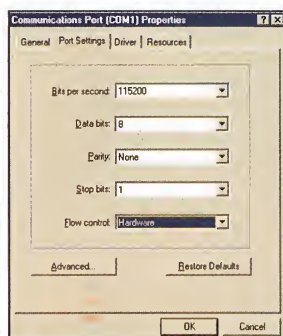 Communications Port (COM1) Properties
General Port Settings Driver Resources
Bits per second: 115200
Data bits: 8
Parity: None
Stop bits: 1
Flow control: Hardware
Advanced... Restore Defaults
OK Cancel